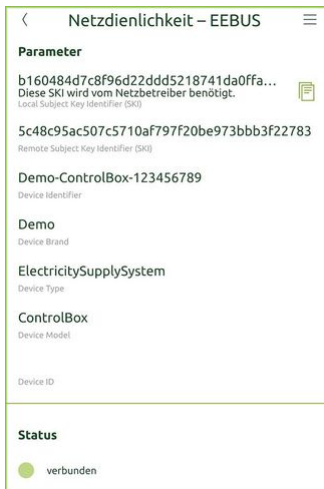 Netzdienlichkeit – EEBUS
Parameter
b160484d7c8f96d22ddd5218741da0ffa...
Diese SKI wird vom Netzbetreiber benötigt.
Local Subject Key Identifier (SKI)
5c48c95ac507c5710af797f20be973bbb3f22783
Remote Subject Key Identifier (SKI)
Demo-ControlBox-123456789
Device Identifier
Demo
Device Brand
ElectricitySupplySystem
Device Type
ControlBox
Device Model
Device ID
Status
verbunden